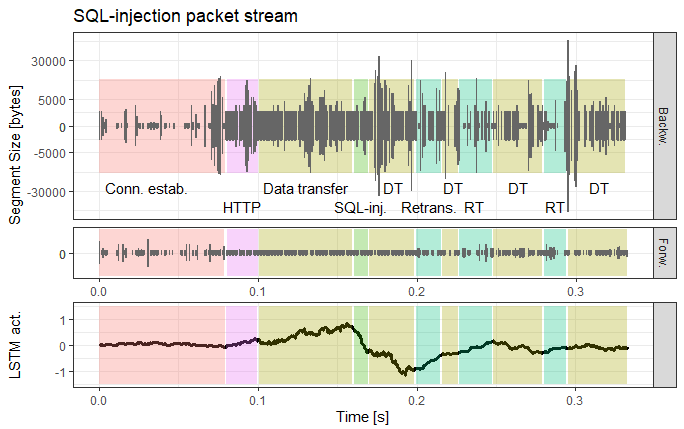 SQL-injection packet stream
Segment Size [bytes]
30000
5000
0
-5000
-30000
Conn. estab.
Data transfer
DT
DT
DT
DT
HTTP
SQL-inj.
Retrans.
RT
RT
Backw.
0
Forw.
0.0
0.1
0.2
0.3
LSTM act.
1
0
-1
0.0
0.1
0.2
0.3
Time [s]